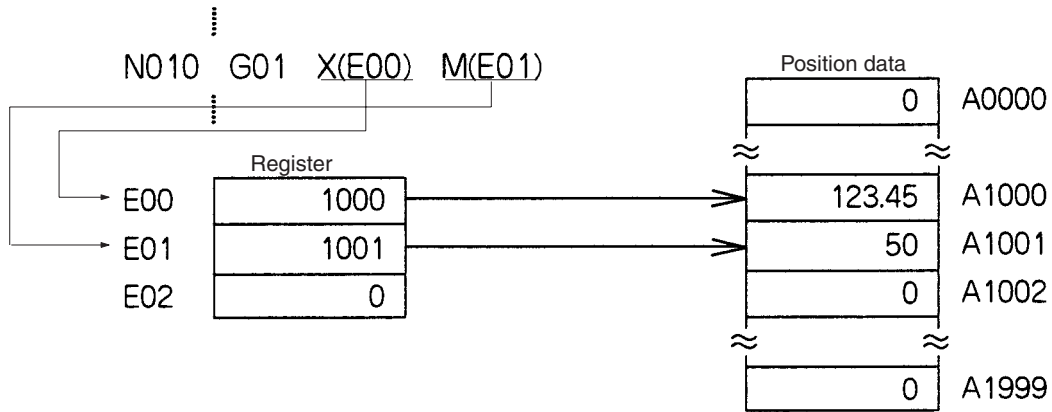 N010 G01 X(E00) M(E01)
Position data
0 A0000
Register
E00 1000 123.45 A1000
E01 1001 50 A1001
E02 0 0 A1002
0 A1999